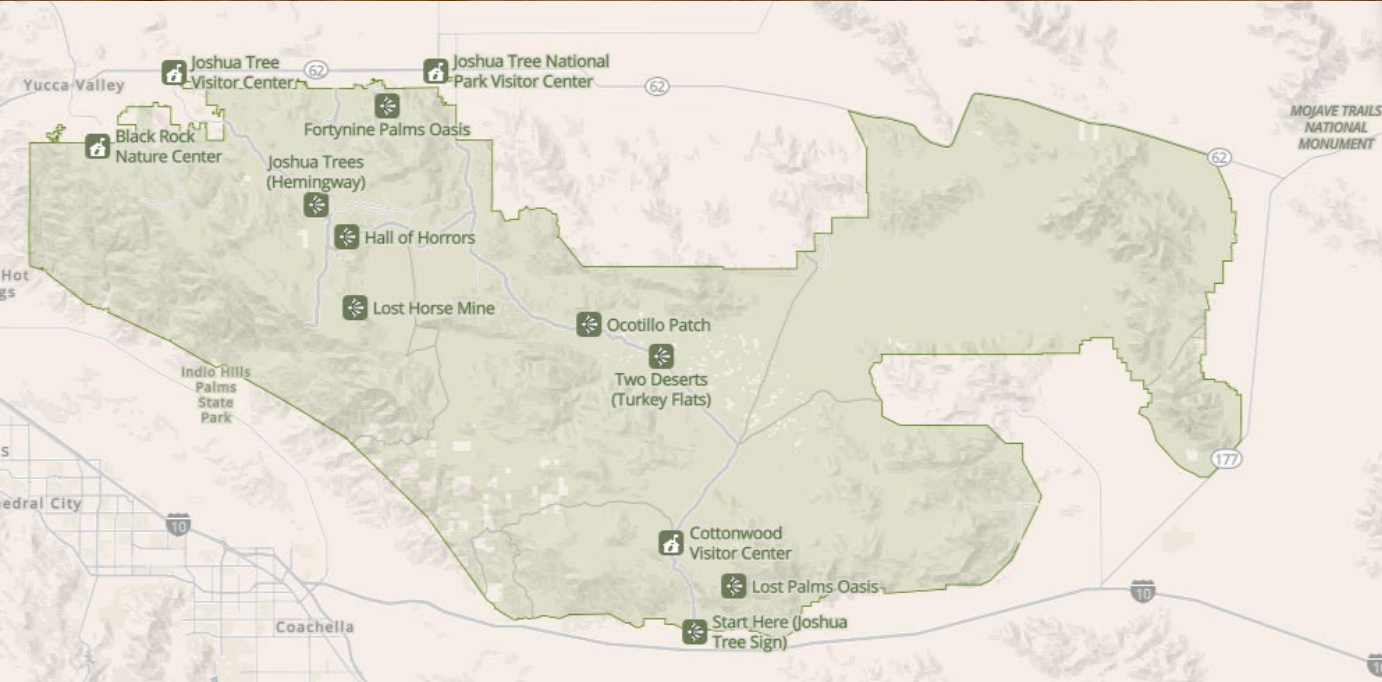 Joshua Tree
Visitor Center
62
Joshua Tree National
Park Visitor Center
62
Yucca Valley
Fortynine Palms Oasis
MOJAVE TRAILS
NATIONAL
MONUMENT
Black Rock
Nature Center
62
Joshua Trees
(Hemingway)
Hall of Horrors
Hot
gs
Lost Horse Mine
Ocotillo Patch
Two Deserts
(Turkey Flats)
Indio Hills
Palms
State
Park
s
177
edral City
10
Cottonwood
Visitor Center
Lost Palms Oasis
10
Coachella
Start Here (Joshua
Tree Sign)